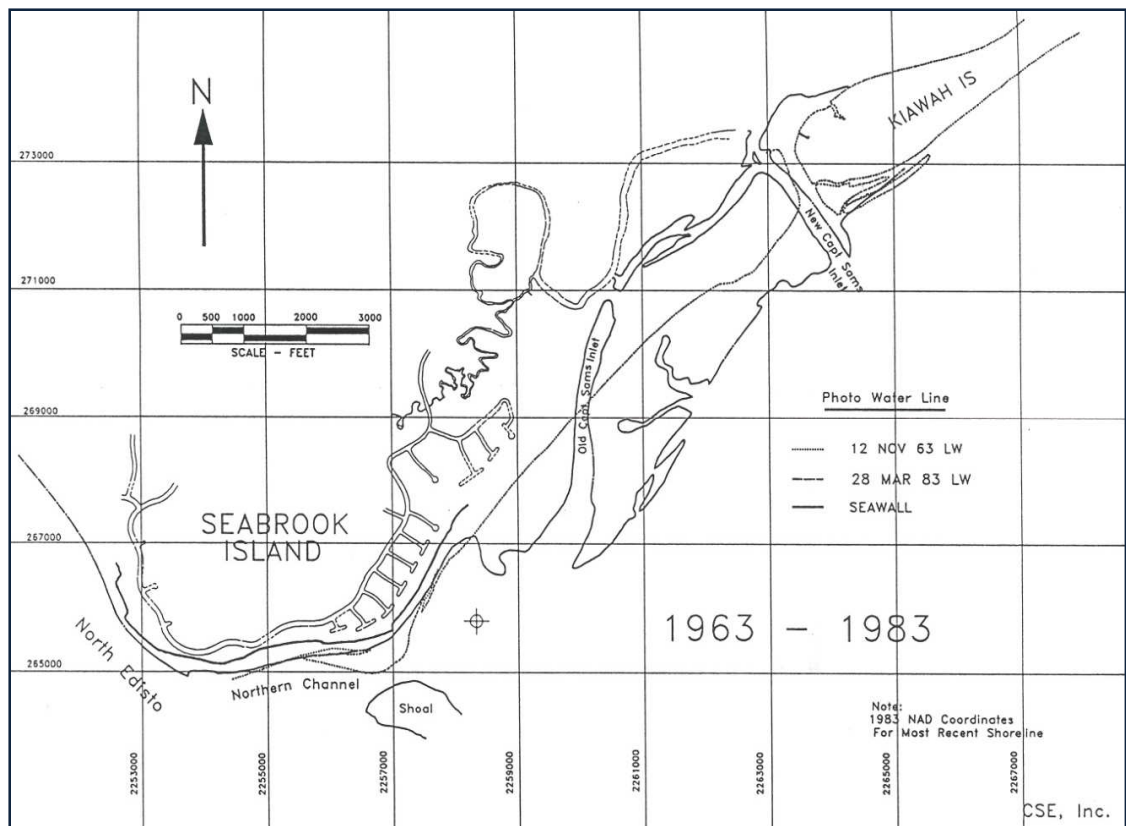 N
KIAWAH IS
273000
New Capt Sams
Inlet
271000
0 500 1000 2000 3000
SCALE – FEET
Old Capt. Sams Inlet
Photo Water Line
269000
12 NOV 63 LW
28 MAR 83 LW
SEAWALL
SEABROOK
ISLAND
267000
1963 – 1983
North Edisto
265000
Northern Channel
Shoal
Note:
1983 NAD Coordinates
For Most Recent Shoreline
2253000
2255000
2257000
2259000
2261000
2263000
2265000
2267000
CSE, Inc.